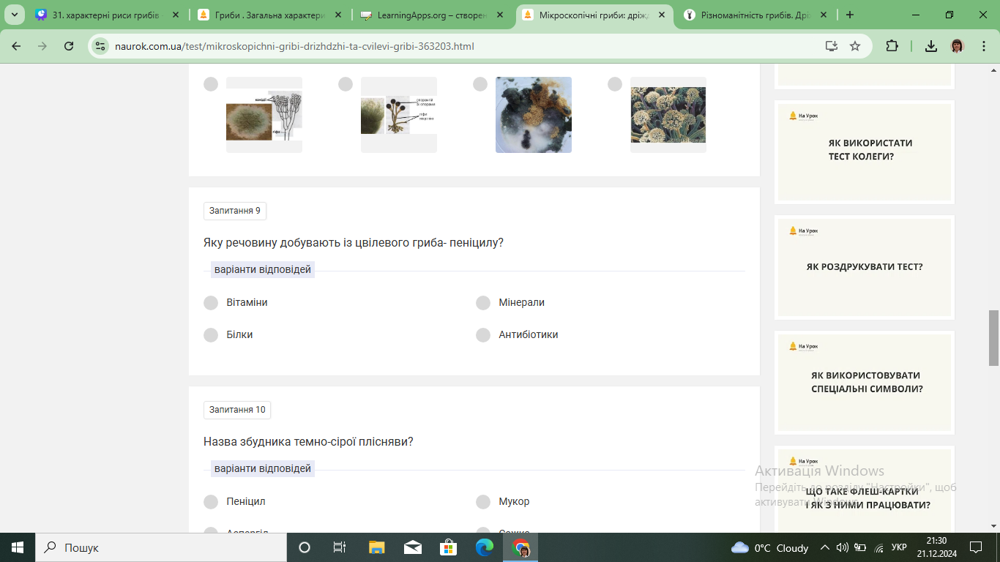 31. характерні риси грибів
Гриби . Загальна характери
LearningApps.org – створен
Мікроскопічні гриби: дріжд
Різноманітність грибів. Дрі
naurok.com.ua/test/mikroskopichni-gribi-drizhdzhi-ta-cvilevi-gribi-363203.html
конідії
гіфи
спорангій
зі спорами
гіфи
Запитання 9
Яку речовину добувають із цвілевого гриба- пеніцилу?
варіанти відповідей
Вітаміни
Мінерали
Білки
Антибіотики
Запитання 10
Назва збудника темно-сірої плісняви?
варіанти відповідей
Пеніцил
Мукор
Аспергіл
Сажка
На Урок
ЯК ВИКОРИСТАТИ
ТЕСТ КОЛЕГИ?
На Урок
ЯК РОЗДРУКУВАТИ ТЕСТ?
На Урок
ЯК ВИКОРИСТОВУВАТИ
СПЕЦІАЛЬНІ СИМВОЛИ?
На Урок
ЩО ТАКЕ ФЛЕШ-КАРТКИ
І ЯК З НИМИ ПРАЦЮВАТИ?
Активація Windows
Перейдіть до розділу "Настройки", щоб
активувати Windows.
Пошук
0°C Cloudy
УКР
21:30
21.12.2024